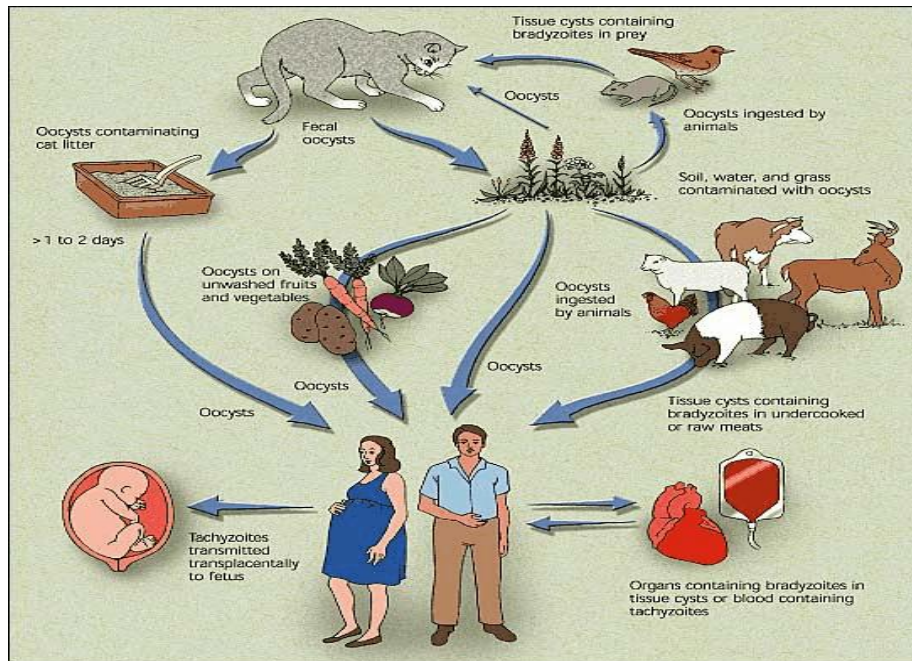 Tissue cysts containing
bradyzoites in prey
Oocysts
Oocysts ingested by
animals
Oocysts contaminating
cat litter
Fecal
oocysts
Soil, water, and grass
contaminated with oocysts
>1 to 2 days
Oocysts on
unwashed fruits
and vegetables
Oocysts
ingested
by animals
Oocysts
Oocysts
Oocysts
Tissue cysts containing
bradyzoites in undercooked
or raw meats
Tachyzoites
transmitted
transplacentally
to fetus
Organs containing bradyzoites in
tissue cysts or blood containing
tachyzoites